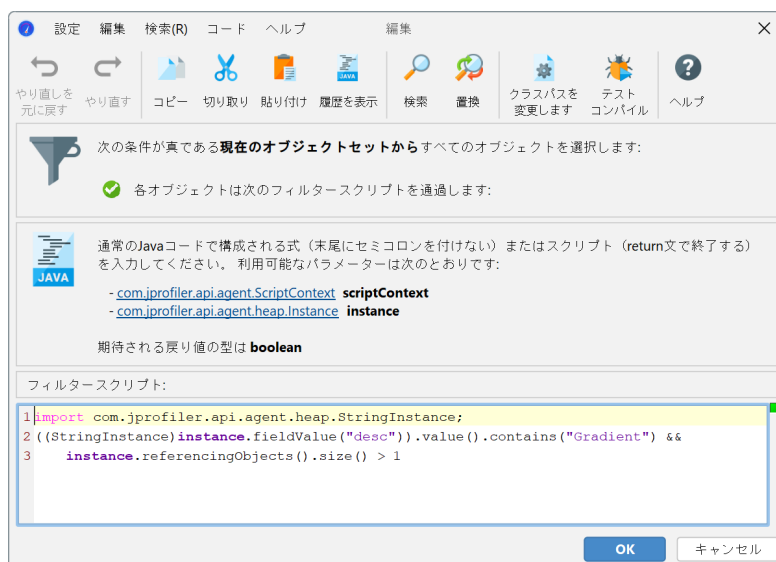 設定 編集 検索(R) コード ヘルプ 編集
やり直しを元に戻す やり直す コピー 切り取り 貼り付け 履歴を表示 検索 置換 クラスパスを変更します テストコンパイル ヘルプ
次の条件が真である現在のオブジェクトセットからすべてのオブジェクトを選択します:
各オブジェクトは次のフィルタースクリプトを通過します:
JAVA
通常のJavaコードで構成される式（末尾にセミコロンを付けない）またはスクリプト（return文で終了する）
を入力してください。 利用可能なパラメーターは次のとおりです:
- com.jprofiler.api.agent.ScriptContext scriptContext
- com.jprofiler.api.agent.heap.Instance instance
期待される戻り値の型は boolean
フィルタースクリプト:
1 import com.jprofiler.api.agent.heap.StringInstance;
2 ((StringInstance)instance.fieldValue("desc")).value().contains("Gradient") &&
3 instance.referencingObjects().size() > 1
OK キャンセル